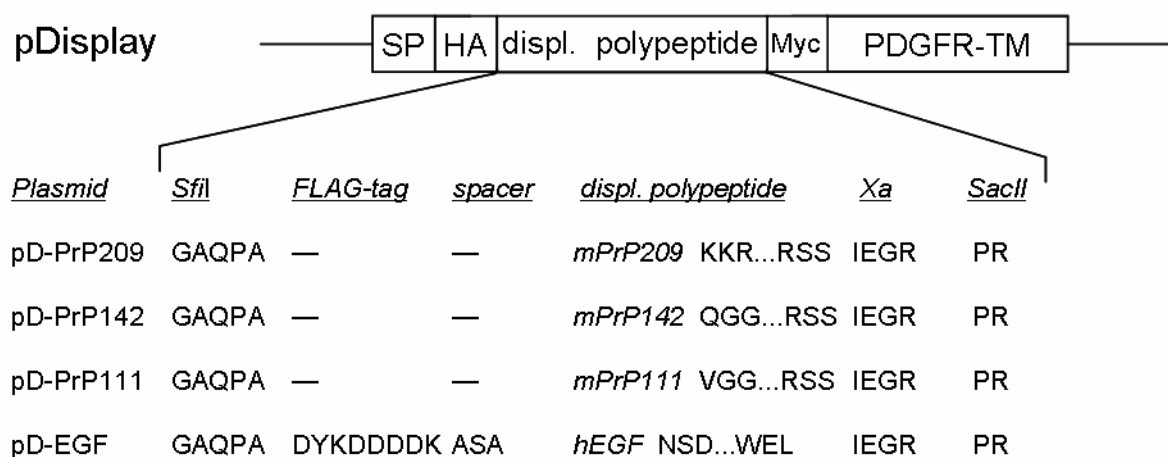 pDisplay SP HA displ. polypeptide Myc PDGFR-TM
Plasmid SfiI FLAG-tag spacer displ. polypeptide Xa SacII
pD-PrP209 GAQPA — — mPrP209 KKR...RSS IEGR PR
pD-PrP142 GAQPA — — mPrP142 QGG...RSS IEGR PR
pD-PrP111 GAQPA — — mPrP111 VGG...RSS IEGR PR
pD-EGF GAQPA DYKDDDDK ASA hEGF NSD...WEL IEGR PR